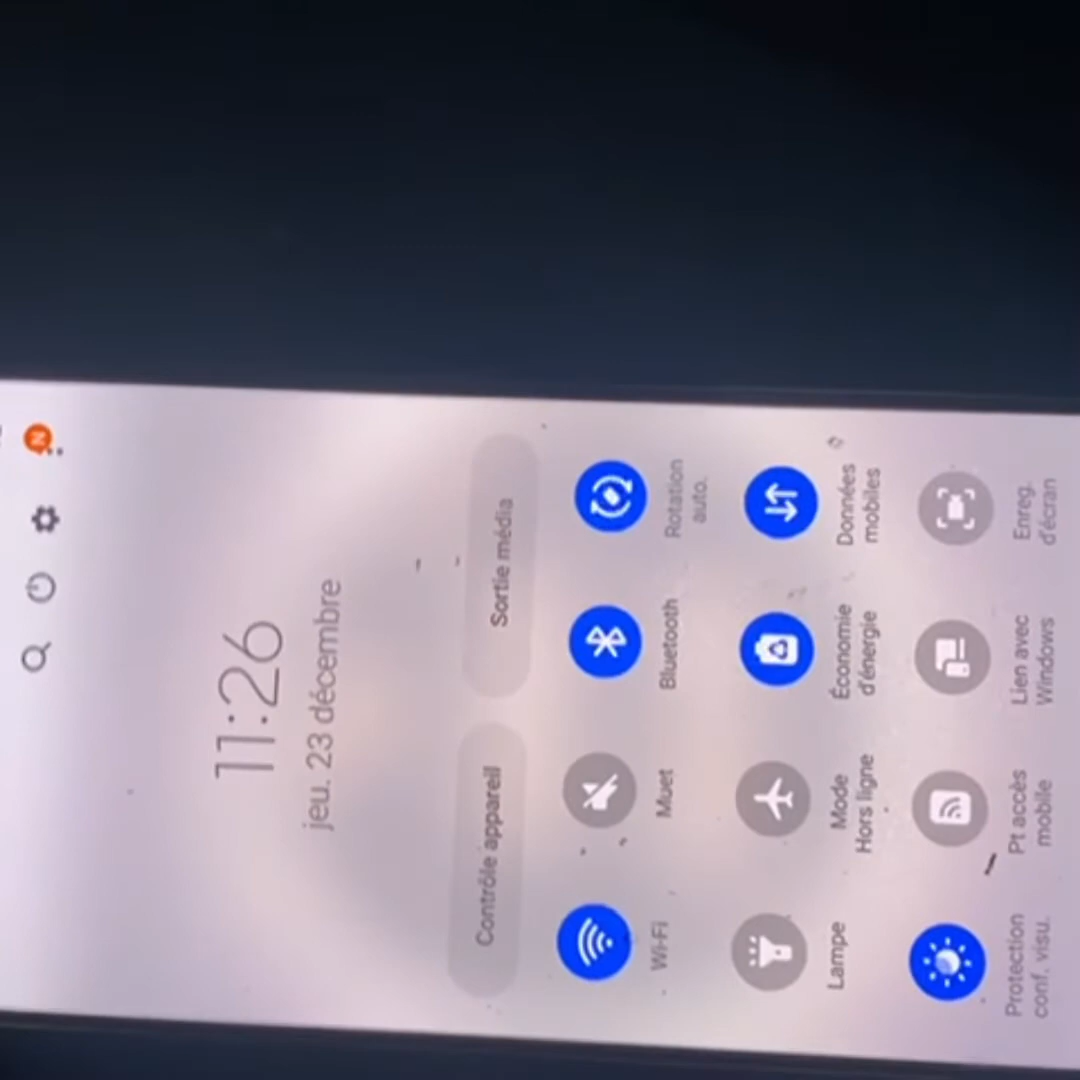 N
11:26
jeu. 23 décembre
Contrôle appareil
Sortie média
Wi-Fi
Muet
Bluetooth
Rotation
auto.
Lampe
Mode
Hors ligne
Économie
d'énergie
Données
mobiles
Protection
conf. visu.
Pt accès
mobile
Lien avec
Windows
Enreg.
d'écran